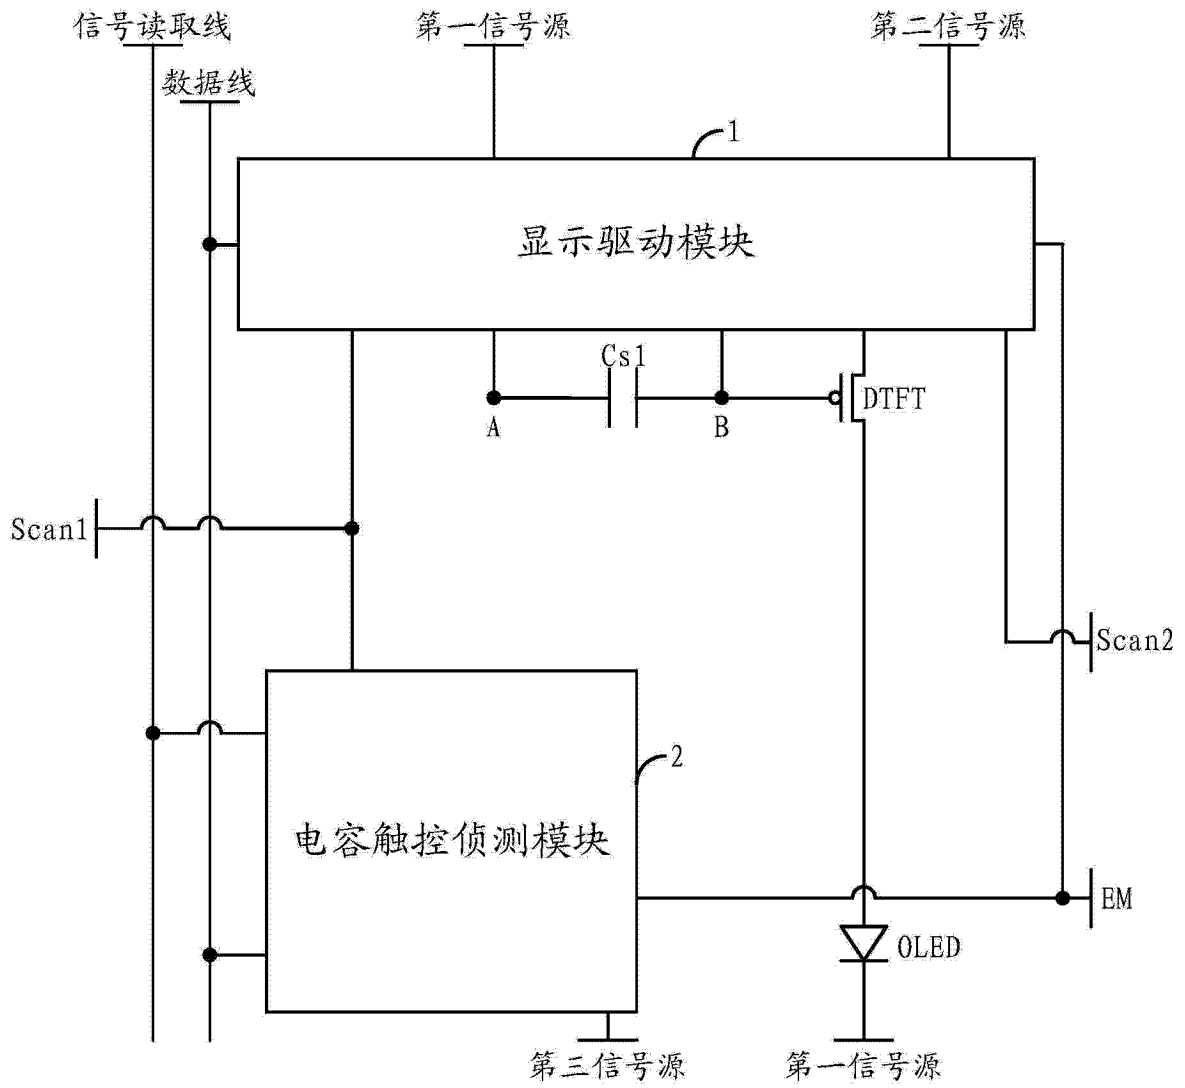 信号读取线
第一信号源
第二信号源
数据线
1
显示驱动模块
Cs1
DTFT
A
B
Scan1
Scan2
2
电容触控侦测模块
EM
OLED
第三信号源
第一信号源